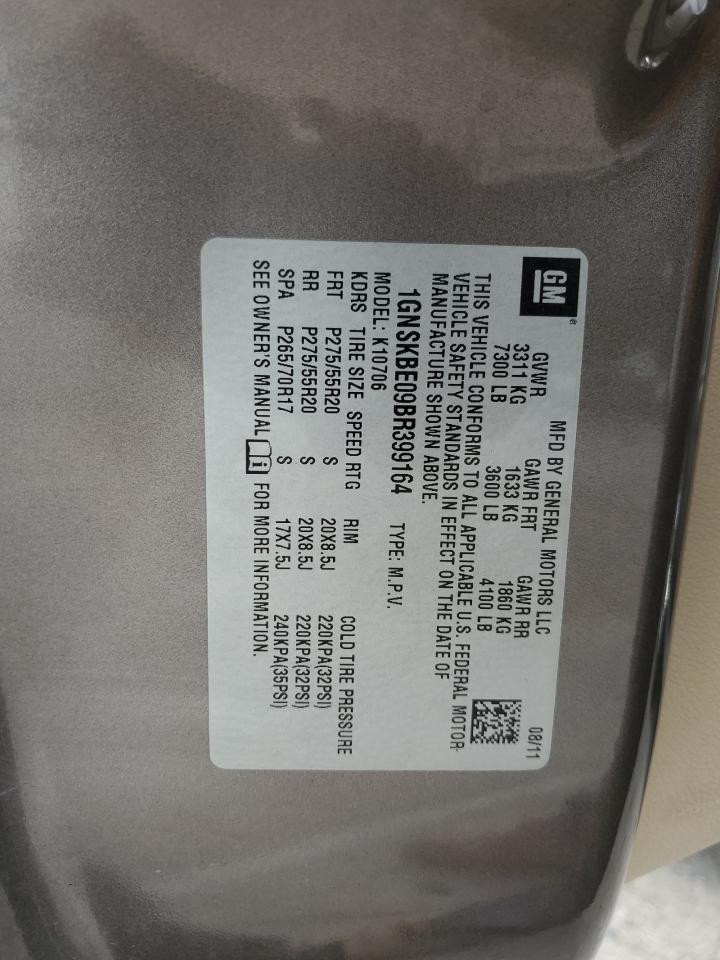 GM
®
MFD BY GENERAL MOTORS LLC
08/11
GVWR GAWR FRT GAWR RR
3311 KG 1633 KG 1860 KG
7300 LB 3600 LB 4100 LB
THIS VEHICLE CONFORMS TO ALL APPLICABLE U.S. FEDERAL MOTOR
VEHICLE SAFETY STANDARDS IN EFFECT ON THE DATE OF
MANUFACTURE SHOWN ABOVE.
1GNSKBE09BR399164 TYPE: M.P.V.
MODEL: K10706
KDRS TIRE SIZE SPEED RTG RIM COLD TIRE PRESSURE
FRT P275/55R20 S 20X8.5J 220KPA(32PSI)
RR P275/55R20 S 20X8.5J 220KPA(32PSI)
SPA P265/70R17 S 17X7.5J 240KPA(35PSI)
SEE OWNER'S MANUAL i FOR MORE INFORMATION.